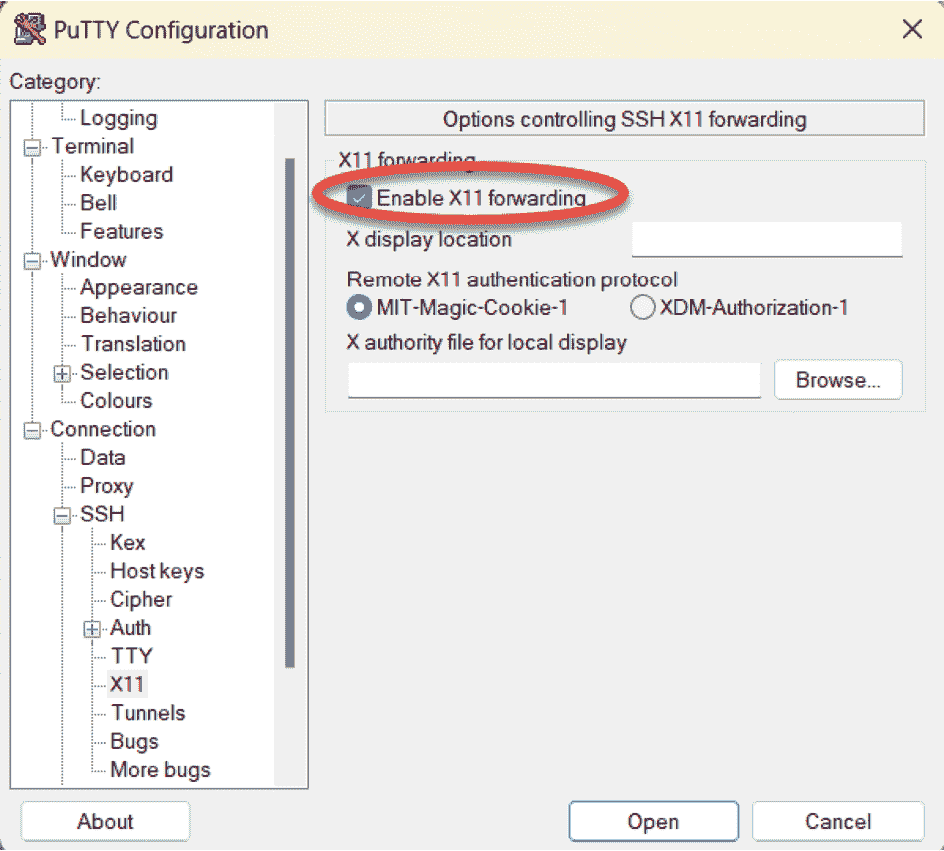 PuTTY Configuration
Category:
Logging
Terminal
Keyboard
Bell
Features
Window
Appearance
Behaviour
Translation
Selection
Colours
Connection
Data
Proxy
SSH
Kex
Host keys
Cipher
Auth
TTY
X11
Tunnels
Bugs
More bugs
Options controlling SSH X11 forwarding
X11 forwarding
Enable X11 forwarding
X display location
Remote X11 authentication protocol
MIT-Magic-Cookie-1 XDM-Authorization-1
X authority file for local display
Browse...
About Open Cancel